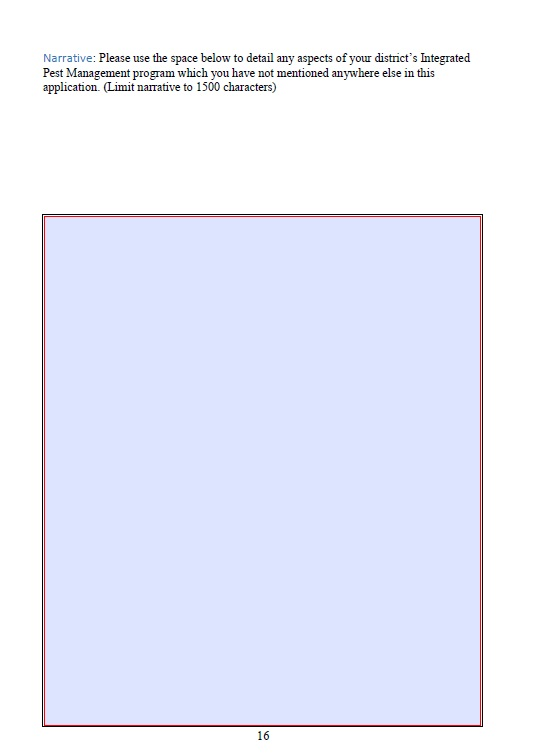 Narrative: Please use the space below to detail any aspects of your district’s Integrated
Pest Management program which you have not mentioned anywhere else in this
application. (Limit narrative to 1500 characters)
16